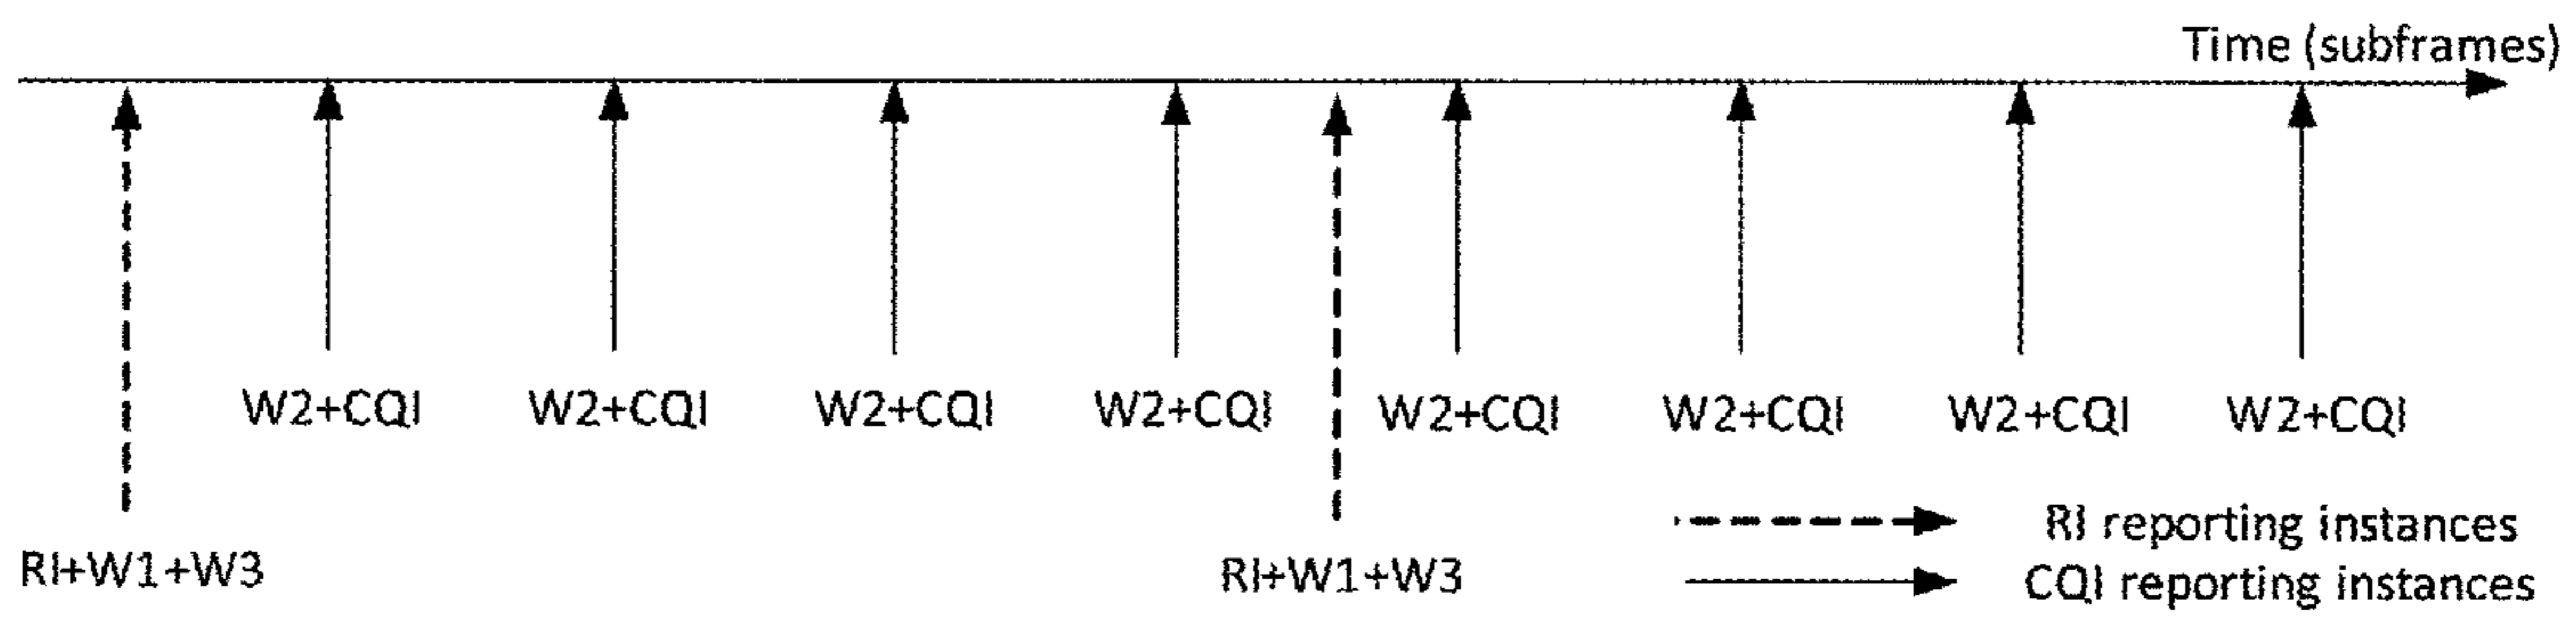 Time (subframes)
W2+CQI W2+CQI W2+CQI W2+CQI W2+CQI W2+CQI W2+CQI W2+CQI
RI+W1+W3 RI+W1+W3
RI reporting instances
CQI reporting instances